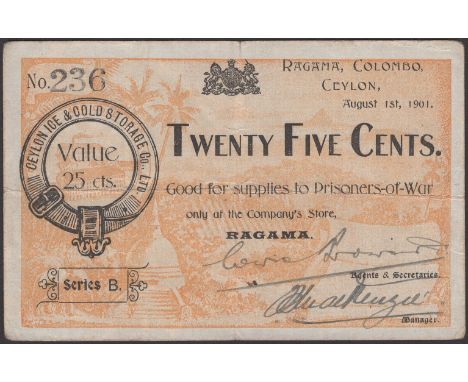 No. 236
RAGAMA, COLOMBO,
CEYLON,
August 1st, 1901.
CEYLON ICE & COLD STORAGE CO., LTD.
Value
25 cts.
TWENTY FIVE CENTS.
Good for supplies to Prisoners-of-War
only at the Company's Store,
RAGAMA.
Agents & Secretaries.
Series B.
Manager.